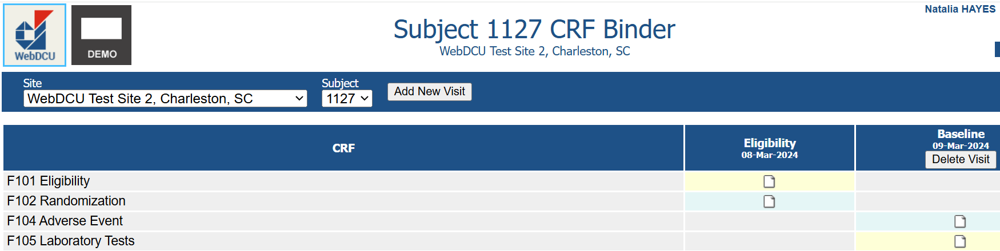 Natalia HAYES
WebDCU
DEMO
Subject 1127 CRF Binder
WebDCU Test Site 2, Charleston, SC
Site
Subject
WebDCU Test Site 2, Charleston, SC
1127
Add New Visit
CRF
Eligibility
08-Mar-2024
Baseline
09-Mar-2024
Delete Visit
F101 Eligibility
F102 Randomization
F104 Adverse Event
F105 Laboratory Tests